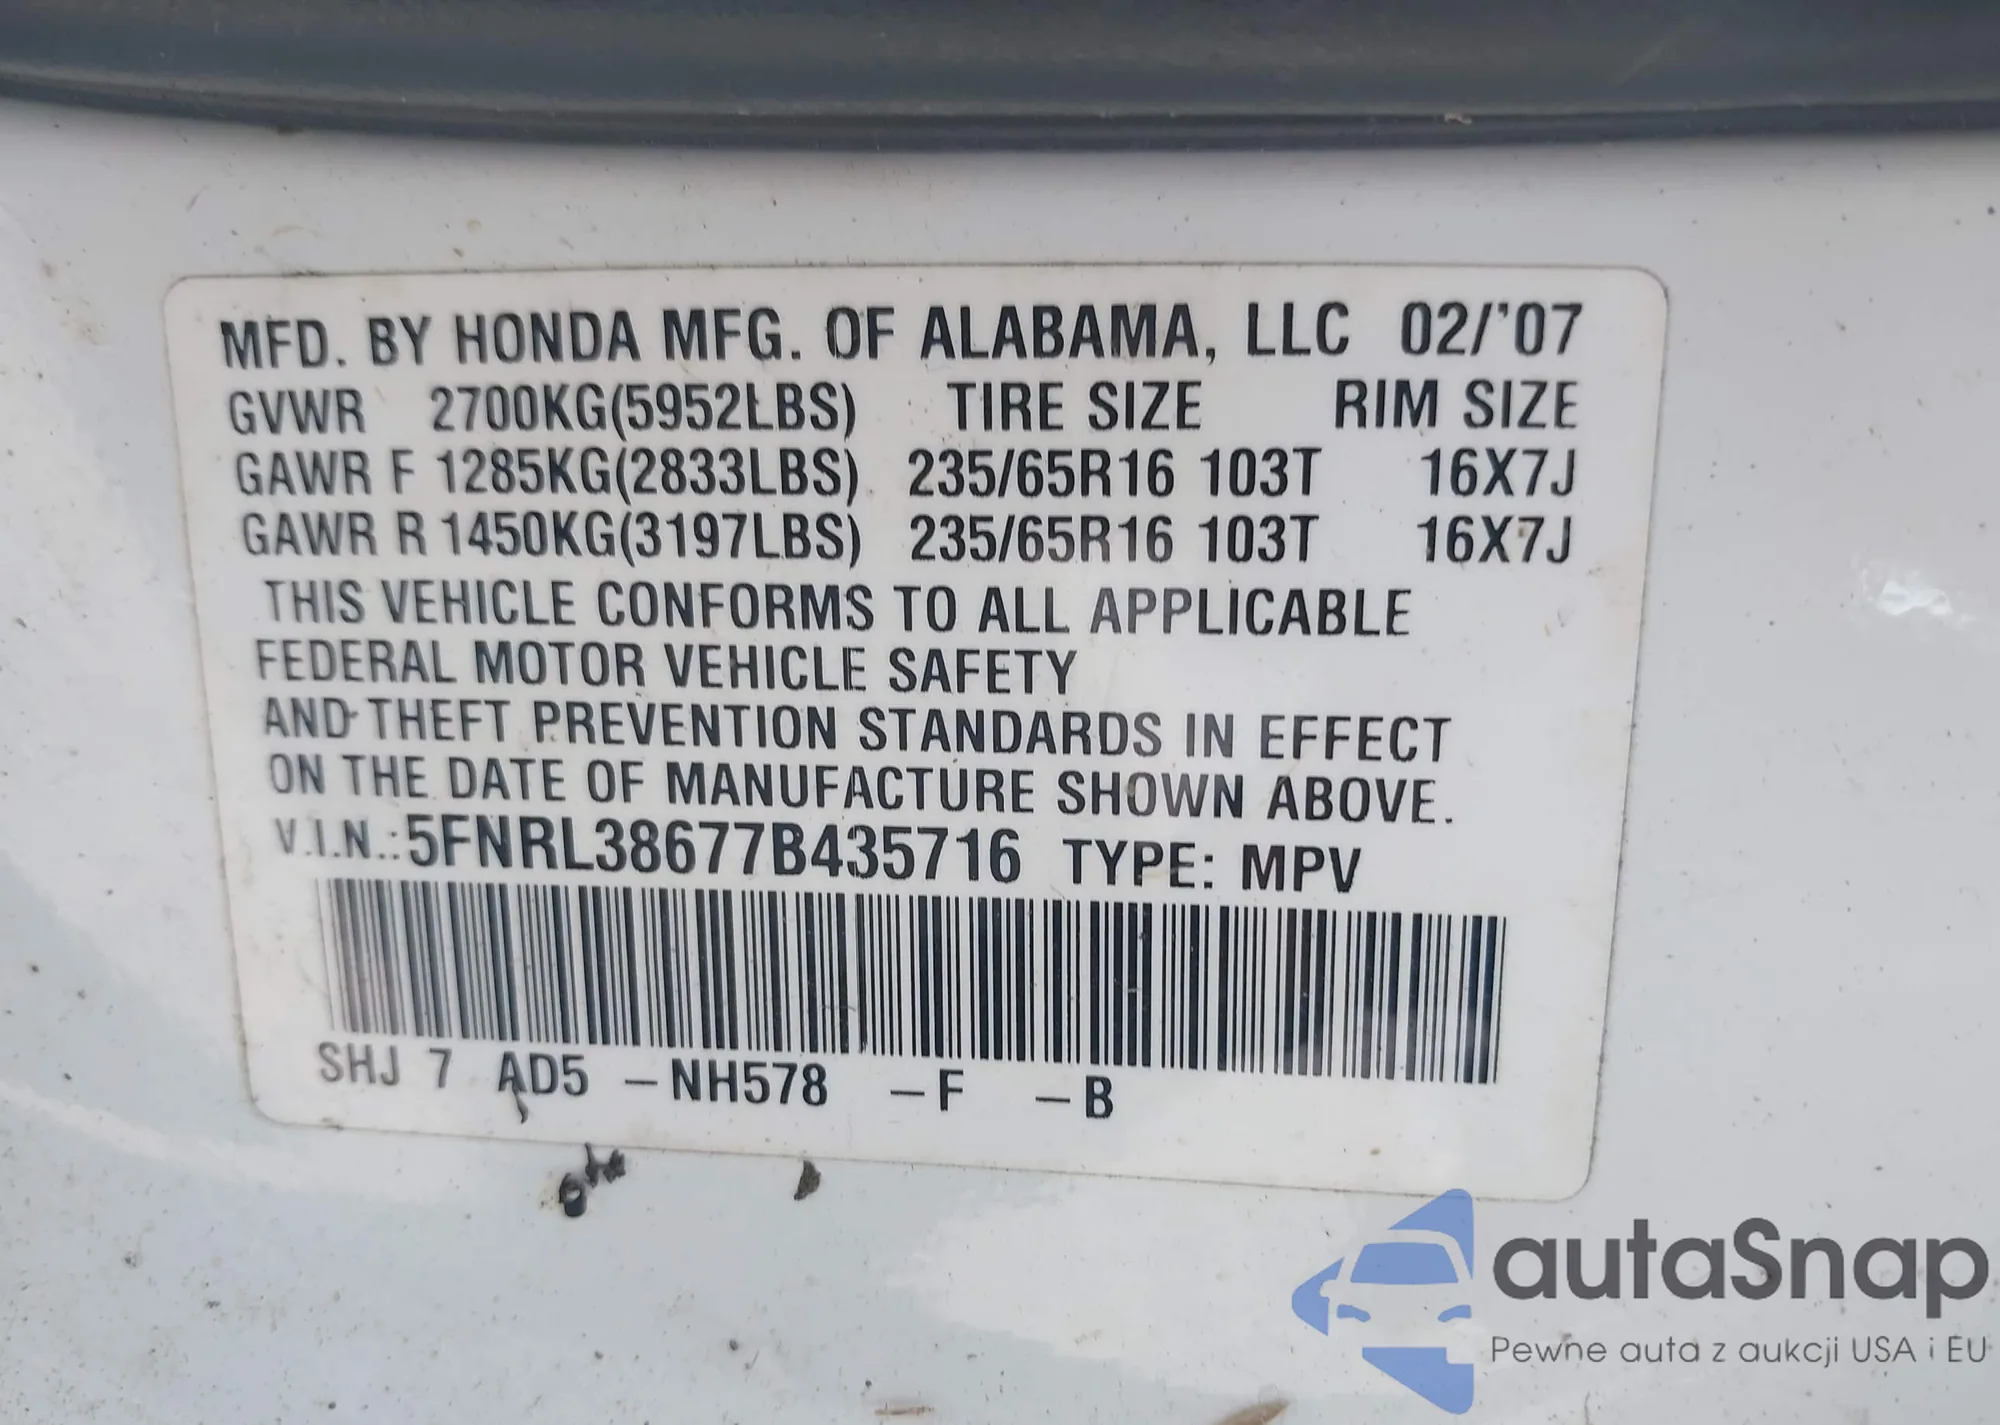 MFD. BY HONDA MFG. OF ALABAMA, LLC 02/'07
GVWR 2700KG(5952LBS) TIRE SIZE RIM SIZE
GAWR F 1285KG(2833LBS) 235/65R16 103T 16X7J
GAWR R 1450KG(3197LBS) 235/65R16 103T 16X7J
THIS VEHICLE CONFORMS TO ALL APPLICABLE
FEDERAL MOTOR VEHICLE SAFETY
AND THEFT PREVENTION STANDARDS IN EFFECT
ON THE DATE OF MANUFACTURE SHOWN ABOVE.
V.I.N.:5FNRL38677B435716 TYPE: MPV
SHJ 7 AD5 -NH578 -F -B
autaSnap
Pewne auta z aukcji USA i EU